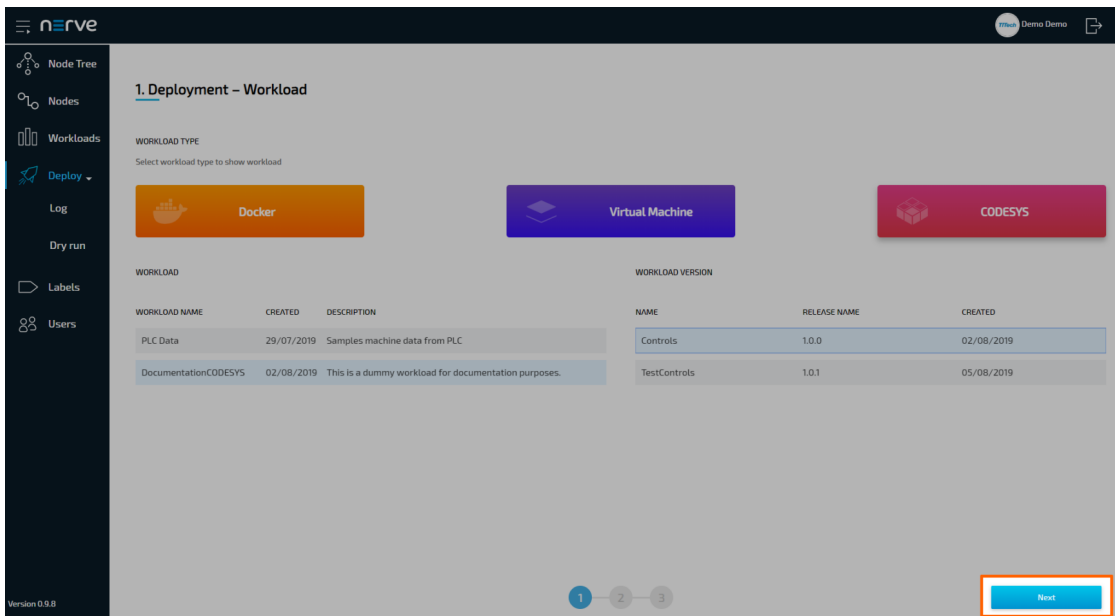 nerve
TTTech Demo Demo
Node Tree
Nodes
Workloads
Deploy
Log
Dry run
Labels
Users
Version 0.9.8
1. Deployment – Workload
WORKLOAD TYPE
Select workload type to show workload
Docker Virtual Machine CODESYS
WORKLOAD
WORKLOAD NAME CREATED DESCRIPTION
PLC Data 29/07/2019 Samples machine data from PLC
DocumentationCODESYS 02/08/2019 This is a dummy workload for documentation purposes.
WORKLOAD VERSION
NAME RELEASE NAME CREATED
Controls 1.0.0 02/08/2019
TestControls 1.0.1 05/08/2019
1 2 3
Next